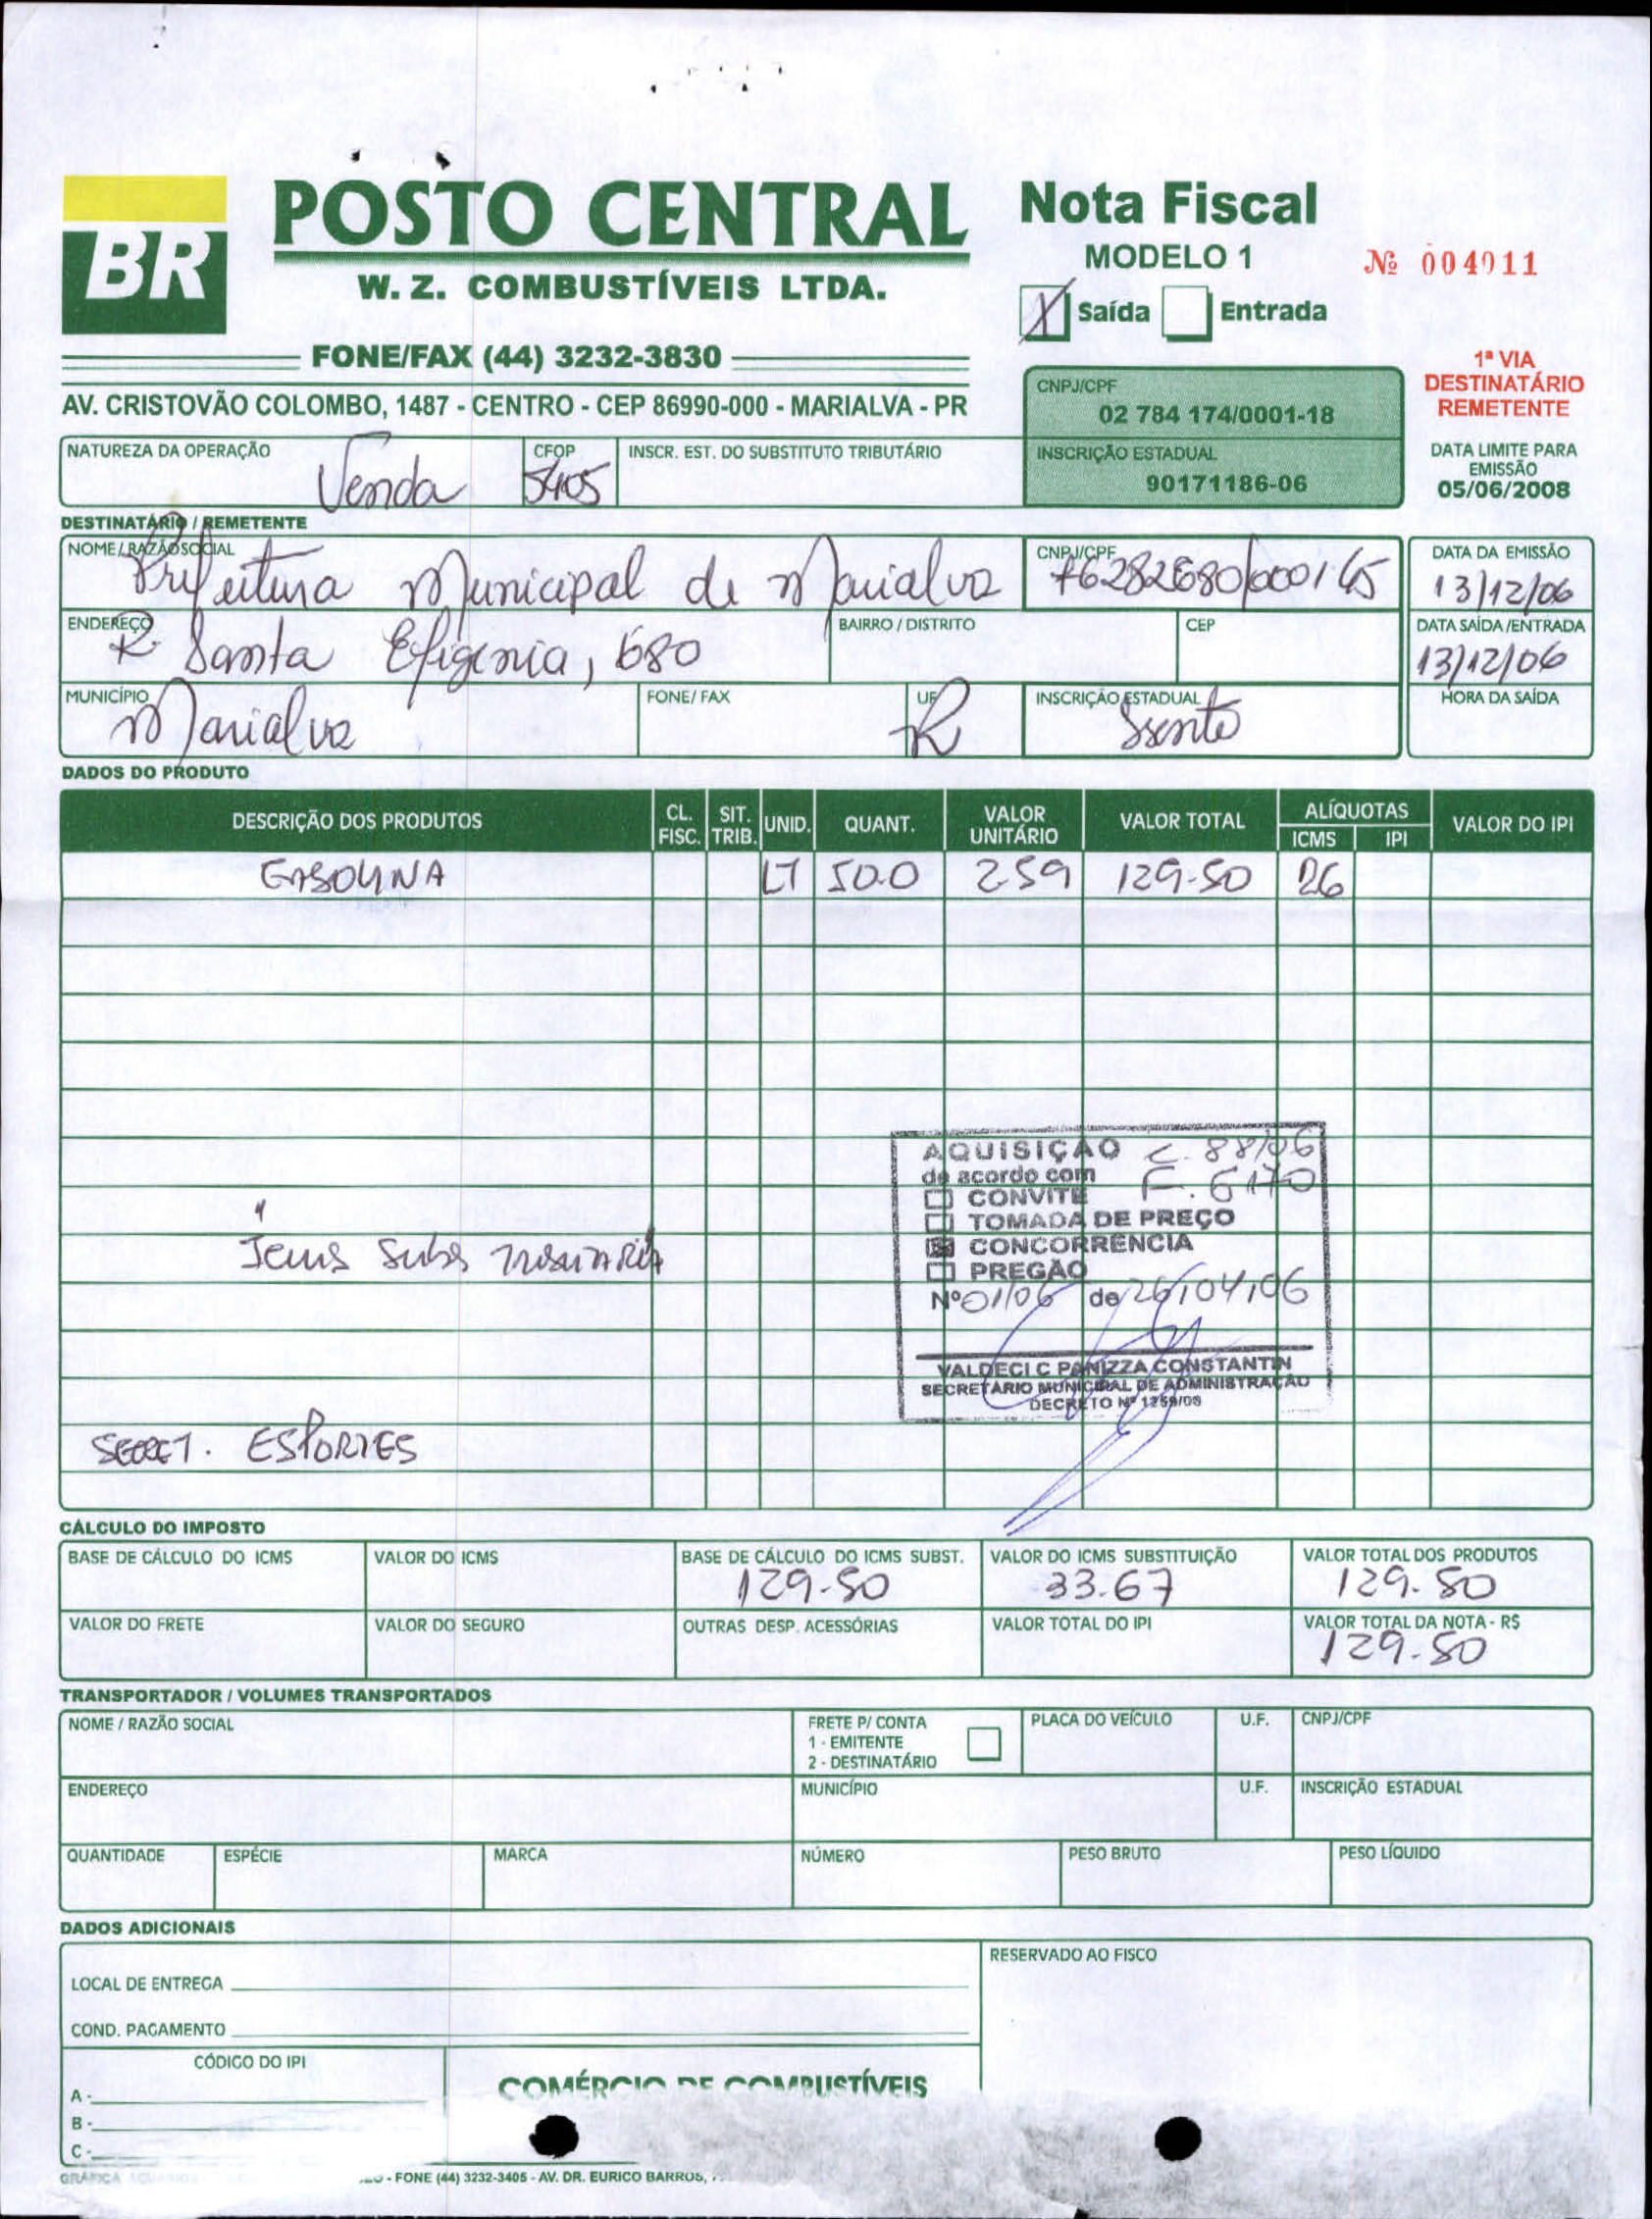 BR
POSTO CENTRAL
W. Z. COMBUSTÍVEIS LTDA.
FONE/FAX (44) 3232-3830
AV. CRISTOVÃO COLOMBO, 1487 - CENTRO - CEP 86990-000 - MARIALVA - PR
Nota Fiscal
MODELO 1
X Saída Entrada
Nº 004911
1ª VIA
DESTINATÁRIO
REMETENTE
CNPJ/CPF
02 784 174/0001-18
INSCRIÇÃO ESTADUAL
90171186-06
DATA LIMITE PARA
EMISSÃO
05/06/2008
NATUREZA DA OPERAÇÃO Venda
CFOP 5405
INSCR. EST. DO SUBSTITUTO TRIBUTÁRIO
DESTINATÁRIO / REMETENTE
NOME / RAZÃO SOCIAL Prefeitura Municipal de Marialva
CNPJ/CPF 76282680/0001 45
DATA DA EMISSÃO 13/12/06
ENDEREÇO R. Santa Efigenia, 680
BAIRRO / DISTRITO
CEP
DATA SAÍDA/ENTRADA 13/12/06
MUNICÍPIO Marialva
FONE/ FAX
UF
INSCRIÇÃO ESTADUAL
HORA DA SAÍDA
DADOS DO PRODUTO
DESCRIÇÃO DOS PRODUTOS CL. FISC. SIT. TRIB. UNID. QUANT. VALOR UNITÁRIO VALOR TOTAL ALÍQUOTAS ICMS IPI VALOR DO IPI
GASOLINA LT 50.0 2.59 129.50 26
AQUISIÇÃO C. 88/06
de acordo com F. 6170
CONVITE
TOMADA DE PREÇO
CONCORRÊNCIA
PREGÃO
Nº 01/06 de 26/04/06
VALDECI C PANIZZA CONSTANTIN
SECRETÁRIO MUNICIPAL DE ADMINISTRAÇÃO
DECRETO Nº
Subs
SECRET. ESPORTES
CÁLCULO DO IMPOSTO
BASE DE CÁLCULO DO ICMS
VALOR DO ICMS
BASE DE CÁLCULO DO ICMS SUBST. 129.50
VALOR DO ICMS SUBSTITUIÇÃO 33.67
VALOR TOTAL DOS PRODUTOS 129.50
VALOR DO FRETE
VALOR DO SEGURO
OUTRAS DESP. ACESSÓRIAS
VALOR TOTAL DO IPI
VALOR TOTAL DA NOTA - R$ 129.50
TRANSPORTADOR / VOLUMES TRANSPORTADOS
NOME / RAZÃO SOCIAL
FRETE P/ CONTA
1 - EMITENTE
2 - DESTINATÁRIO
PLACA DO VEÍCULO
U.F.
CNPJ/CPF
ENDEREÇO
MUNICÍPIO
U.F.
INSCRIÇÃO ESTADUAL
QUANTIDADE
ESPÉCIE
MARCA
NÚMERO
PESO BRUTO
PESO LÍQUIDO
DADOS ADICIONAIS
LOCAL DE ENTREGA
COND. PAGAMENTO
RESERVADO AO FISCO
CÓDIGO DO IPI
A -
B -
C -
COMÉRCIO DE COMBUSTÍVEIS
GRÁFICA
- FONE (44) 3232-3405 - AV. DR. EURICO BARROS,